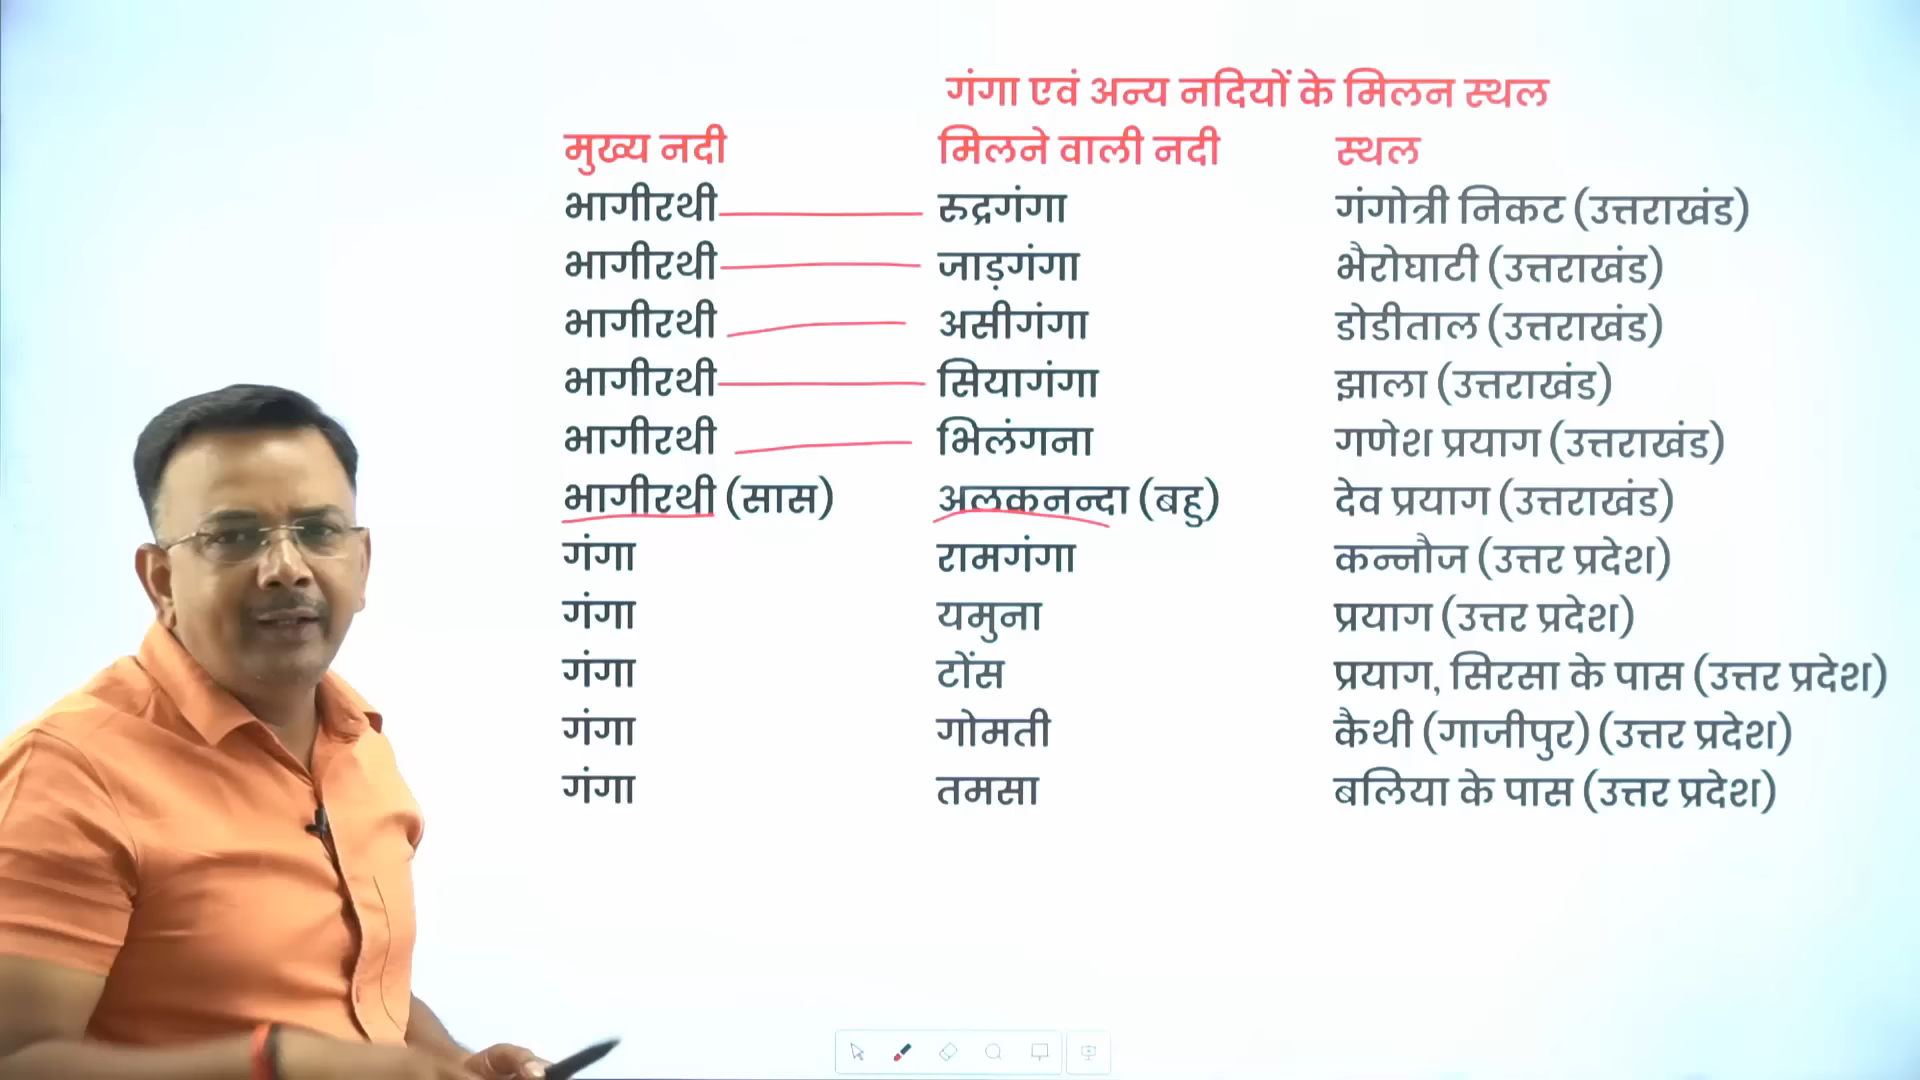 गंगा एवं अन्य नदियों के मिलन स्थल
मुख्य नदी मिलने वाली नदी स्थल
भागीरथी रुद्रगंगा गंगोत्री निकट (उत्तराखंड)
भागीरथी जाड़गंगा भैरोघाटी (उत्तराखंड)
भागीरथी असीगंगा डोडीताल (उत्तराखंड)
भागीरथी सियागंगा झाला (उत्तराखंड)
भागीरथी भिलंगना गणेश प्रयाग (उत्तराखंड)
भागीरथी (सास) अलकनन्दा (बहु) देव प्रयाग (उत्तराखंड)
गंगा रामगंगा कन्नौज (उत्तर प्रदेश)
गंगा यमुना प्रयाग (उत्तर प्रदेश)
गंगा टोंस प्रयाग, सिरसा के पास (उत्तर प्रदेश)
गंगा गोमती कैथी (गाजीपुर) (उत्तर प्रदेश)
गंगा तमसा बलिया के पास (उत्तर प्रदेश)